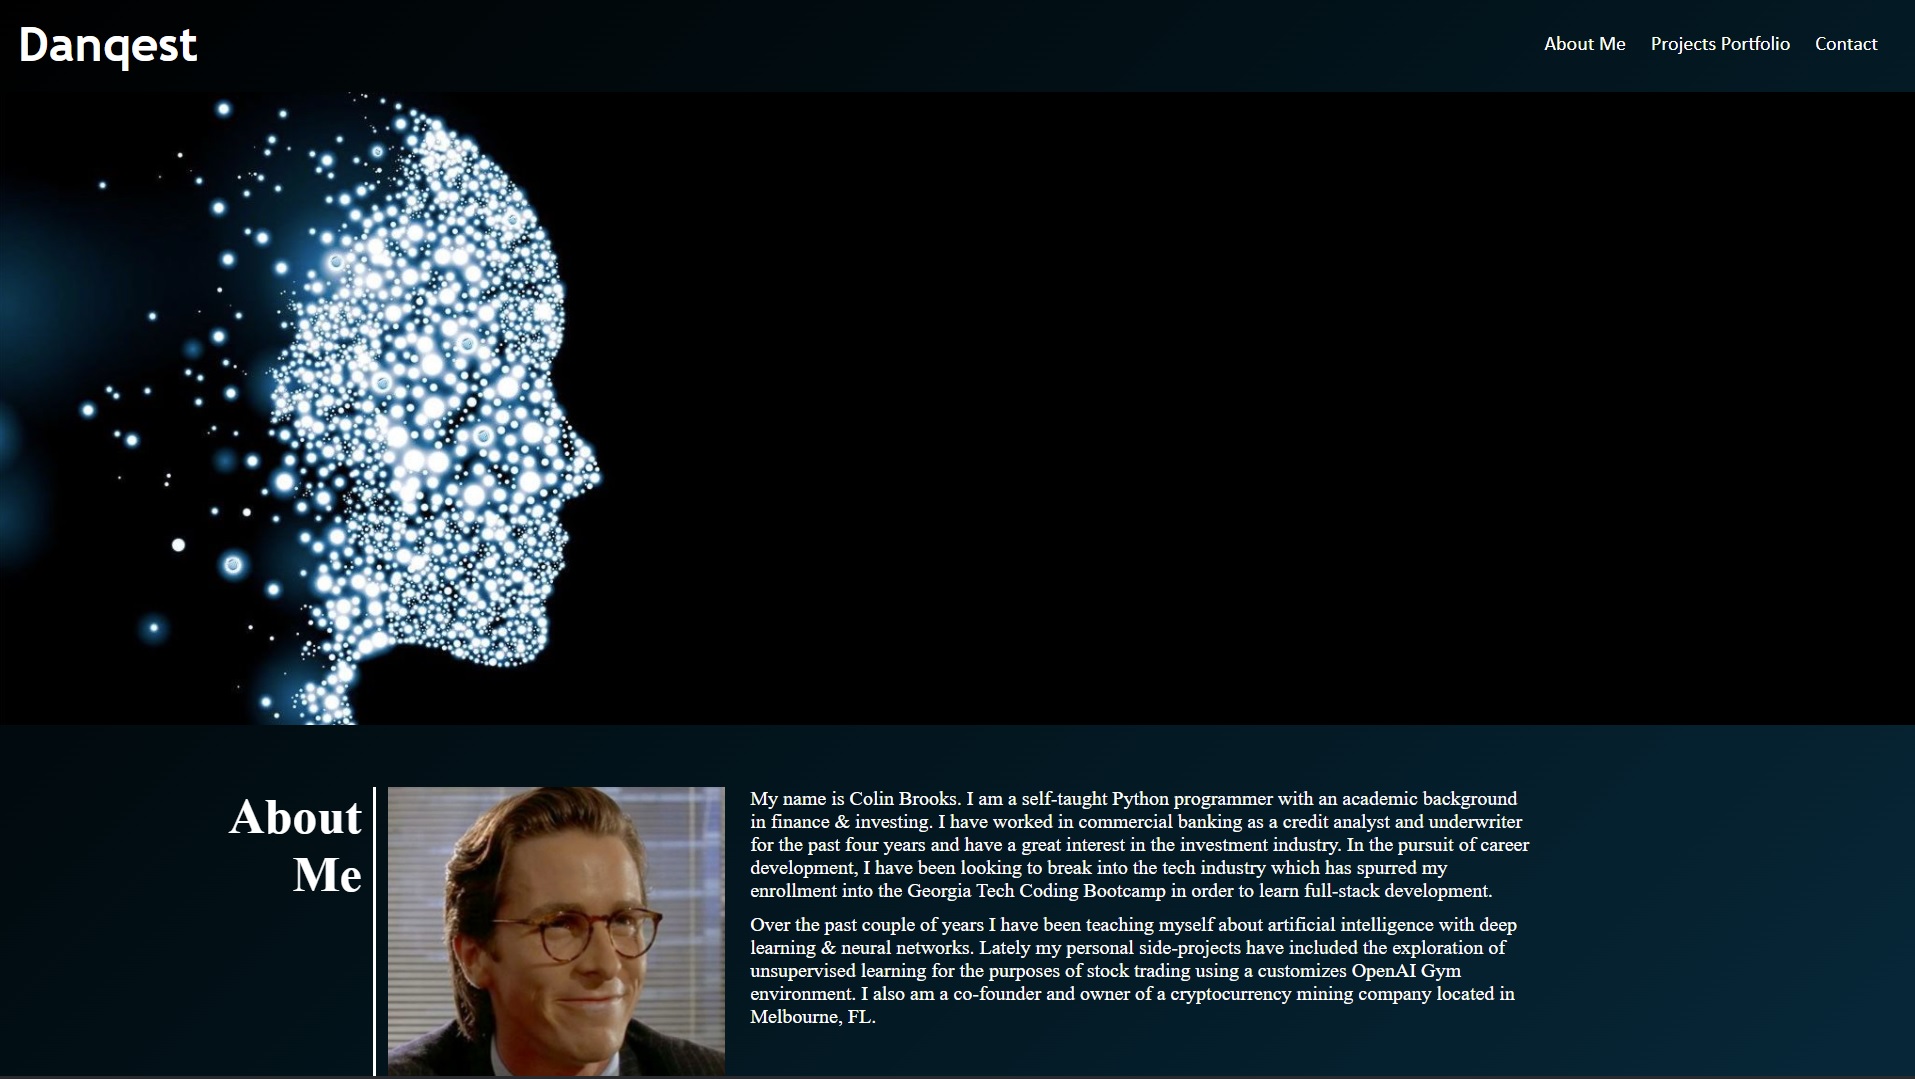 Danqest
About Me
Projects Portfolio
Contact
About
Me
My name is Colin Brooks. I am a self-taught Python programmer with an academic background
in finance & investing. I have worked in commercial banking as a credit analyst and underwriter
for the past four years and have a great interest in the investment industry. In the pursuit of career
development, I have been looking to break into the tech industry which has spurred my
enrollment into the Georgia Tech Coding Bootcamp in order to learn full-stack development.
Over the past couple of years I have been teaching myself about artificial intelligence with deep
learning & neural networks. Lately my personal side-projects have included the exploration of
unsupervised learning for the purposes of stock trading using a customizes OpenAI Gym
environment. I also am a co-founder and owner of a cryptocurrency mining company located in
Melbourne, FL.